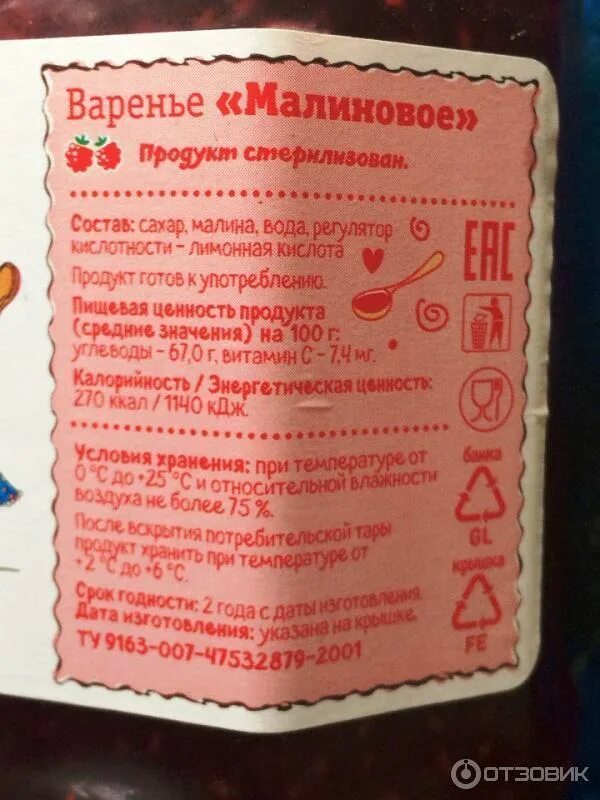 Варенье «Малиновое»
Продукт стерилизован.
Состав: сахар, малина, вода, регулятор
кислотности - лимонная кислота
Продукт готов к употреблению.
Пищевая ценность продукта
(средние значения) на 100 г:
углеводы - 67,0 г, витамин С - 7,4 мг.
Калорийность / Энергетическая ценность:
270 ккал / 1140 кДж.
Условия хранения: при температуре от
0 °С до +25 °С и относительной влажности
воздуха не более 75 %.
После вскрытия потребительской тары
продукт хранить при температуре от
+2 °С до +6 °С.
Срок годности: 2 года с даты изготовления.
Дата изготовления: указана на крышке.
ТУ 9163-007-47532879-2001
ЕАС
банка
GL
крышка
FE
ОТЗОВИК